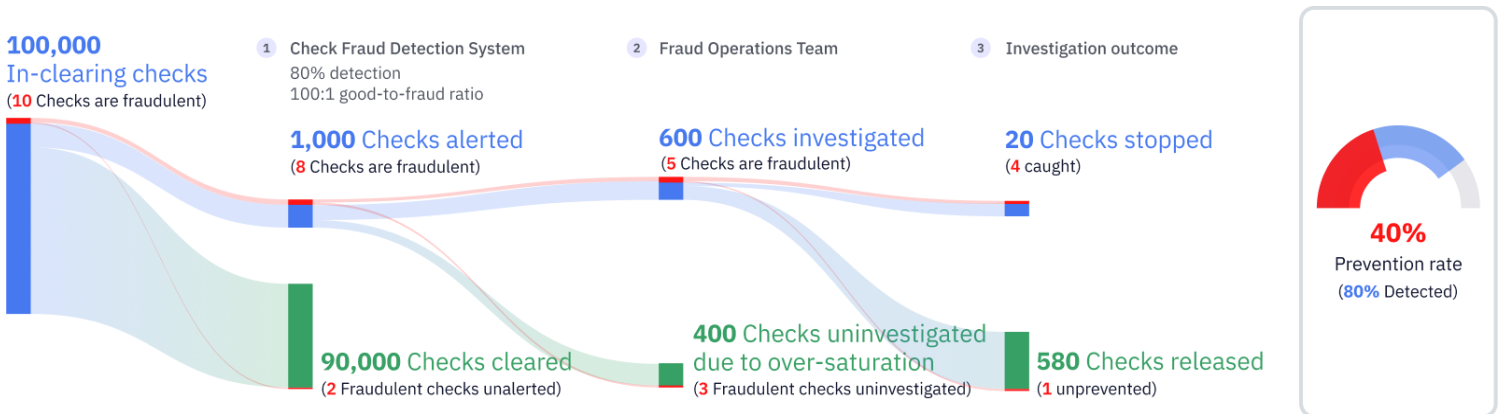 100,000
In-clearing checks
(10 Checks are fraudulent)
1 Check Fraud Detection System
80% detection
100:1 good-to-fraud ratio
1,000 Checks alerted
(8 Checks are fraudulent)
90,000 Checks cleared
(2 Fraudulent checks unalerted)
2 Fraud Operations Team
600 Checks investigated
(5 Checks are fraudulent)
400 Checks uninvestigated
due to over-saturation
(3 Fraudulent checks uninvestigated)
3 Investigation outcome
20 Checks stopped
(4 caught)
580 Checks released
(1 unprevented)
40%
Prevention rate
(80% Detected)